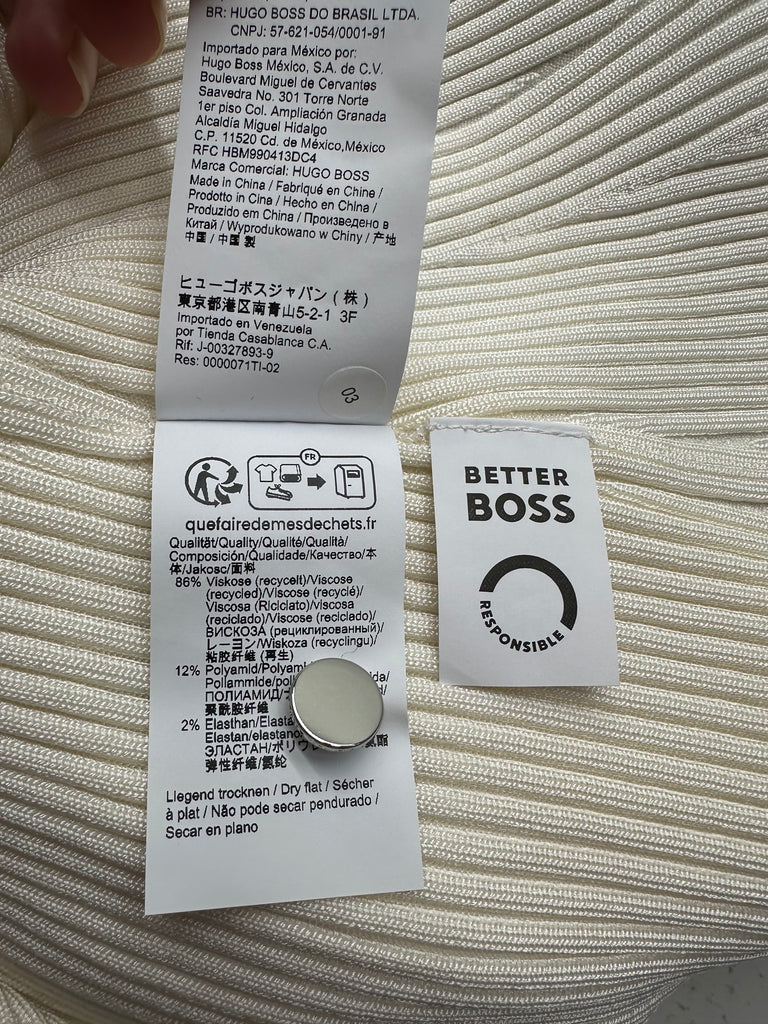 BR: HUGO BOSS DO BRASIL LTDA.
CNPJ: 57-621-054/0001-91
Importado para México por:
Hugo Boss México, S.A. de C.V.
Boulevard Miguel de Cervantes
Saavedra No. 301 Torre Norte
1er piso Col. Ampliación Granada
Alcaldía Miguel Hidalgo
C.P. 11520 Cd. de México,México
RFC HBM990413DC4
Marca Comercial: HUGO BOSS
Made in China / Fabriqué en Chine /
Prodotto in Cina / Hecho en China /
Produzido em China / Произведено в
Китай / Wyprodukowano w Chiny / 产地
中国 / 中国 製
ヒューゴボスジャパン ( 株 )
東京都港区南青山5-2-1 3F
Importado en Venezuela
por Tienda Casablanca C.A.
Rif: J-00327893-9
Res: 0000071TI-02
03
FR
quefairedemesdechets.fr
Qualität/Quality/Qualité/Qualità/
Composición/Qualidade/Качество/本
体/Jakosc/面料
86% Viskose (recycelt)/Viscose
(recycled)/Viscose (recyclé)/
Viscosa (Riciclato)/viscosa
(reciclado)/Viscose (reciclado)/
ВИСКОЗА (рециклированный)/
レーヨン/Wiskoza (recyclingu)/
粘胶纤维 (再生)
12% Polyamid/Polyam
Poliammide/
ПОЛИАМИД/
聚酰胺纤维
2% Elasthan/
Elastan/elastano
ЭЛАСТАН/
弹性纤维/氨纶
Liegend trocknen / Dry flat / Sécher
à plat / Não pode secar pendurado /
Secar en plano
BETTER
BOSS
RESPONSIBLE